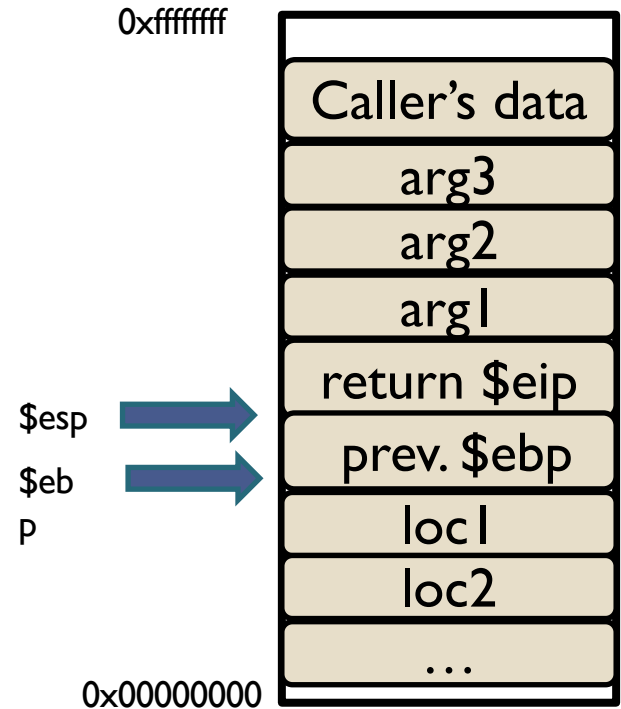 0xffffffff
Caller’s data
arg3
arg2
arg1
return $eip
$esp
prev. $ebp
$eb
p
loc1
loc2
...
0x00000000